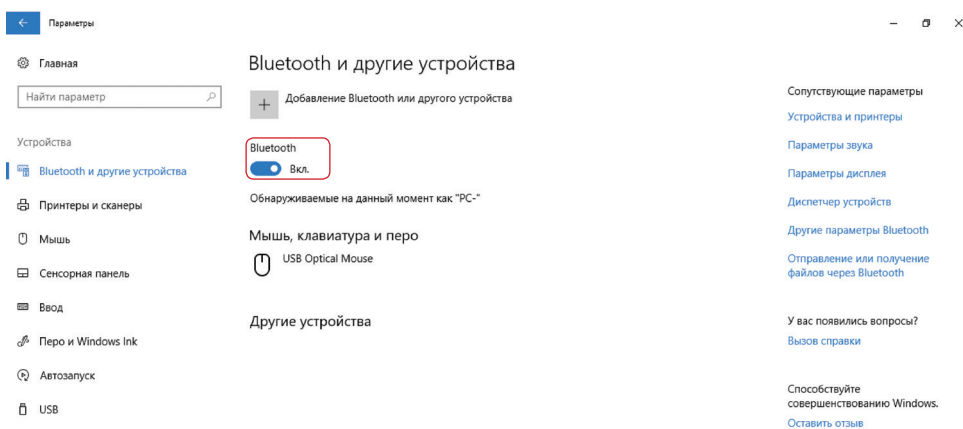 Параметры
Главная
Найти параметр
Устройства
Bluetooth и другие устройства
Принтеры и сканеры
Мышь
Сенсорная панель
Ввод
Перо и Windows Ink
Автозапуск
USB
Bluetooth и другие устройства
Добавление Bluetooth или другого устройства
Bluetooth
Вкл.
Обнаруживаемые на данный момент как "PC-"
Мышь, клавиатура и перо
USB Optical Mouse
Другие устройства
Сопутствующие параметры
Устройства и принтеры
Параметры звука
Параметры дисплея
Диспетчер устройств
Другие параметры Bluetooth
Отправление или получение
файлов через Bluetooth
У вас появились вопросы?
Вызов справки
Способствуйте
совершенствованию Windows.
Оставить отзыв